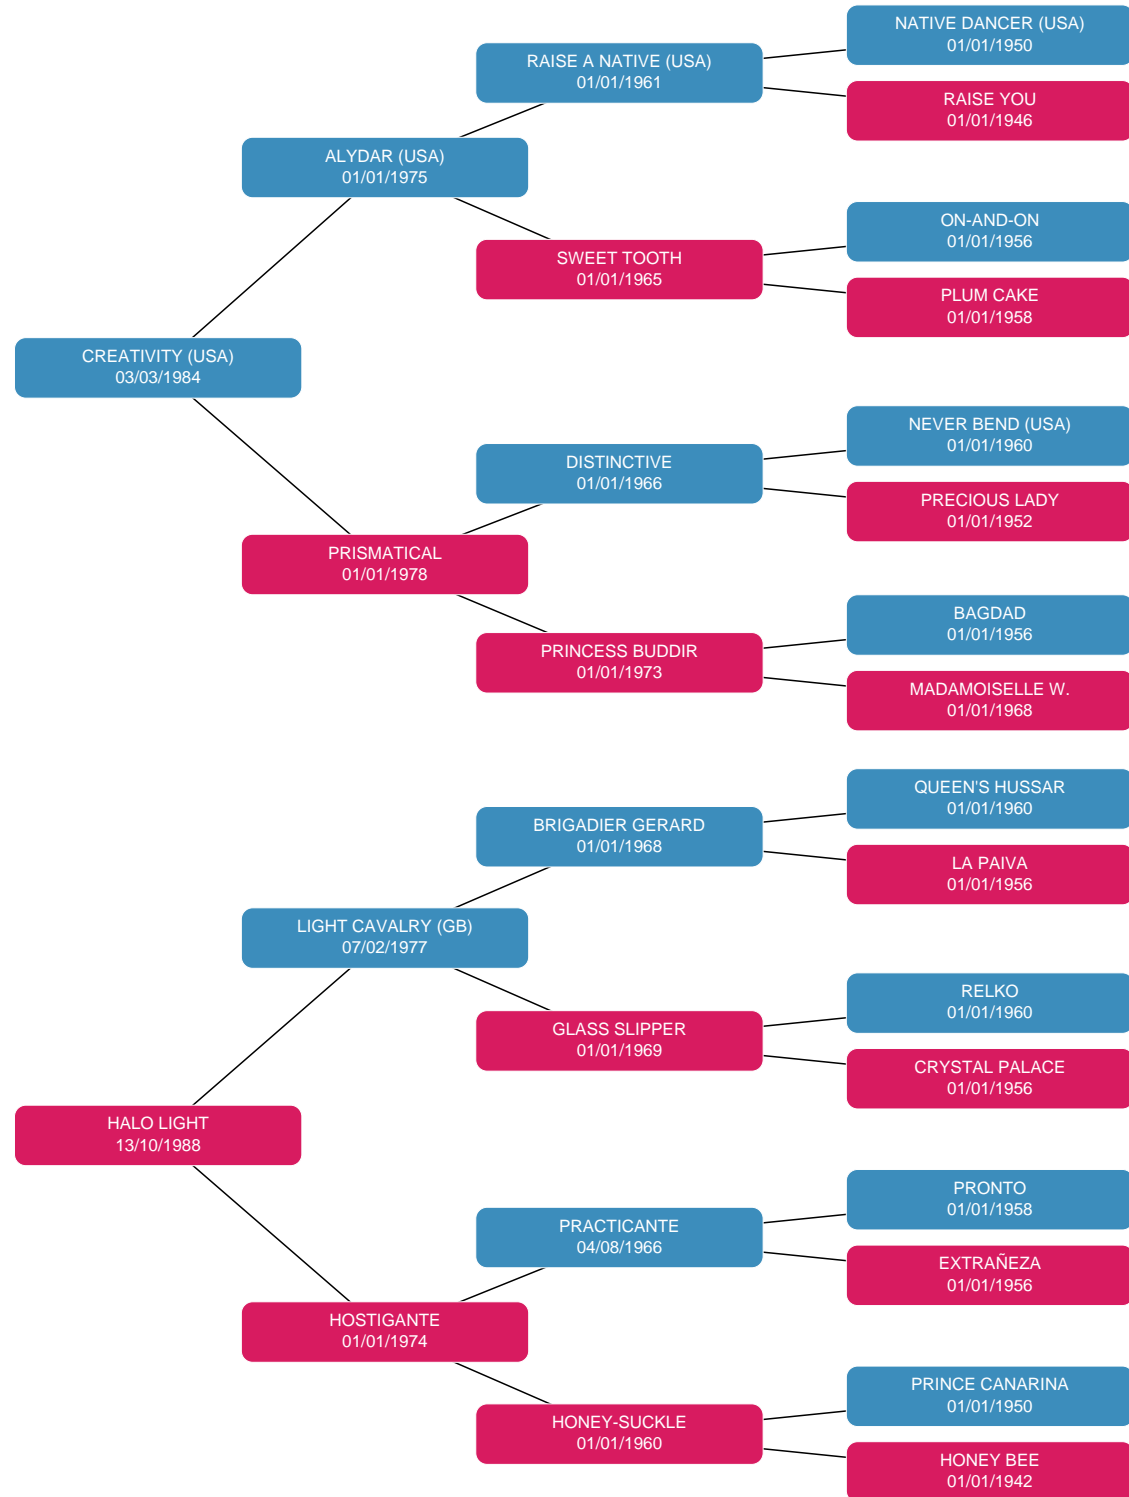 NATIVE DANCER (USA)
01/01/1950
RAISE A NATIVE (USA)
01/01/1961
RAISE YOU
01/01/1946
ALYDAR (USA)
01/01/1975
ON-AND-ON
01/01/1956
SWEET TOOTH
01/01/1965
PLUM CAKE
01/01/1958
CREATIVITY (USA)
03/03/1984
NEVER BEND (USA)
01/01/1960
DISTINCTIVE
01/01/1966
PRECIOUS LADY
01/01/1952
PRISMATICAL
01/01/1978
BAGDAD
01/01/1956
PRINCESS BUDDIR
01/01/1973
MADAMOISELLE W.
01/01/1968
QUEEN'S HUSSAR
01/01/1960
BRIGADIER GERARD
01/01/1968
LA PAIVA
01/01/1956
LIGHT CAVALRY (GB)
07/02/1977
RELKO
01/01/1960
GLASS SLIPPER
01/01/1969
CRYSTAL PALACE
01/01/1956
HALO LIGHT
13/10/1988
PRONTO
01/01/1958
PRACTICANTE
04/08/1966
EXTRAÑEZA
01/01/1956
HOSTIGANTE
01/01/1974
PRINCE CANARINA
01/01/1950
HONEY-SUCKLE
01/01/1960
HONEY BEE
01/01/1942